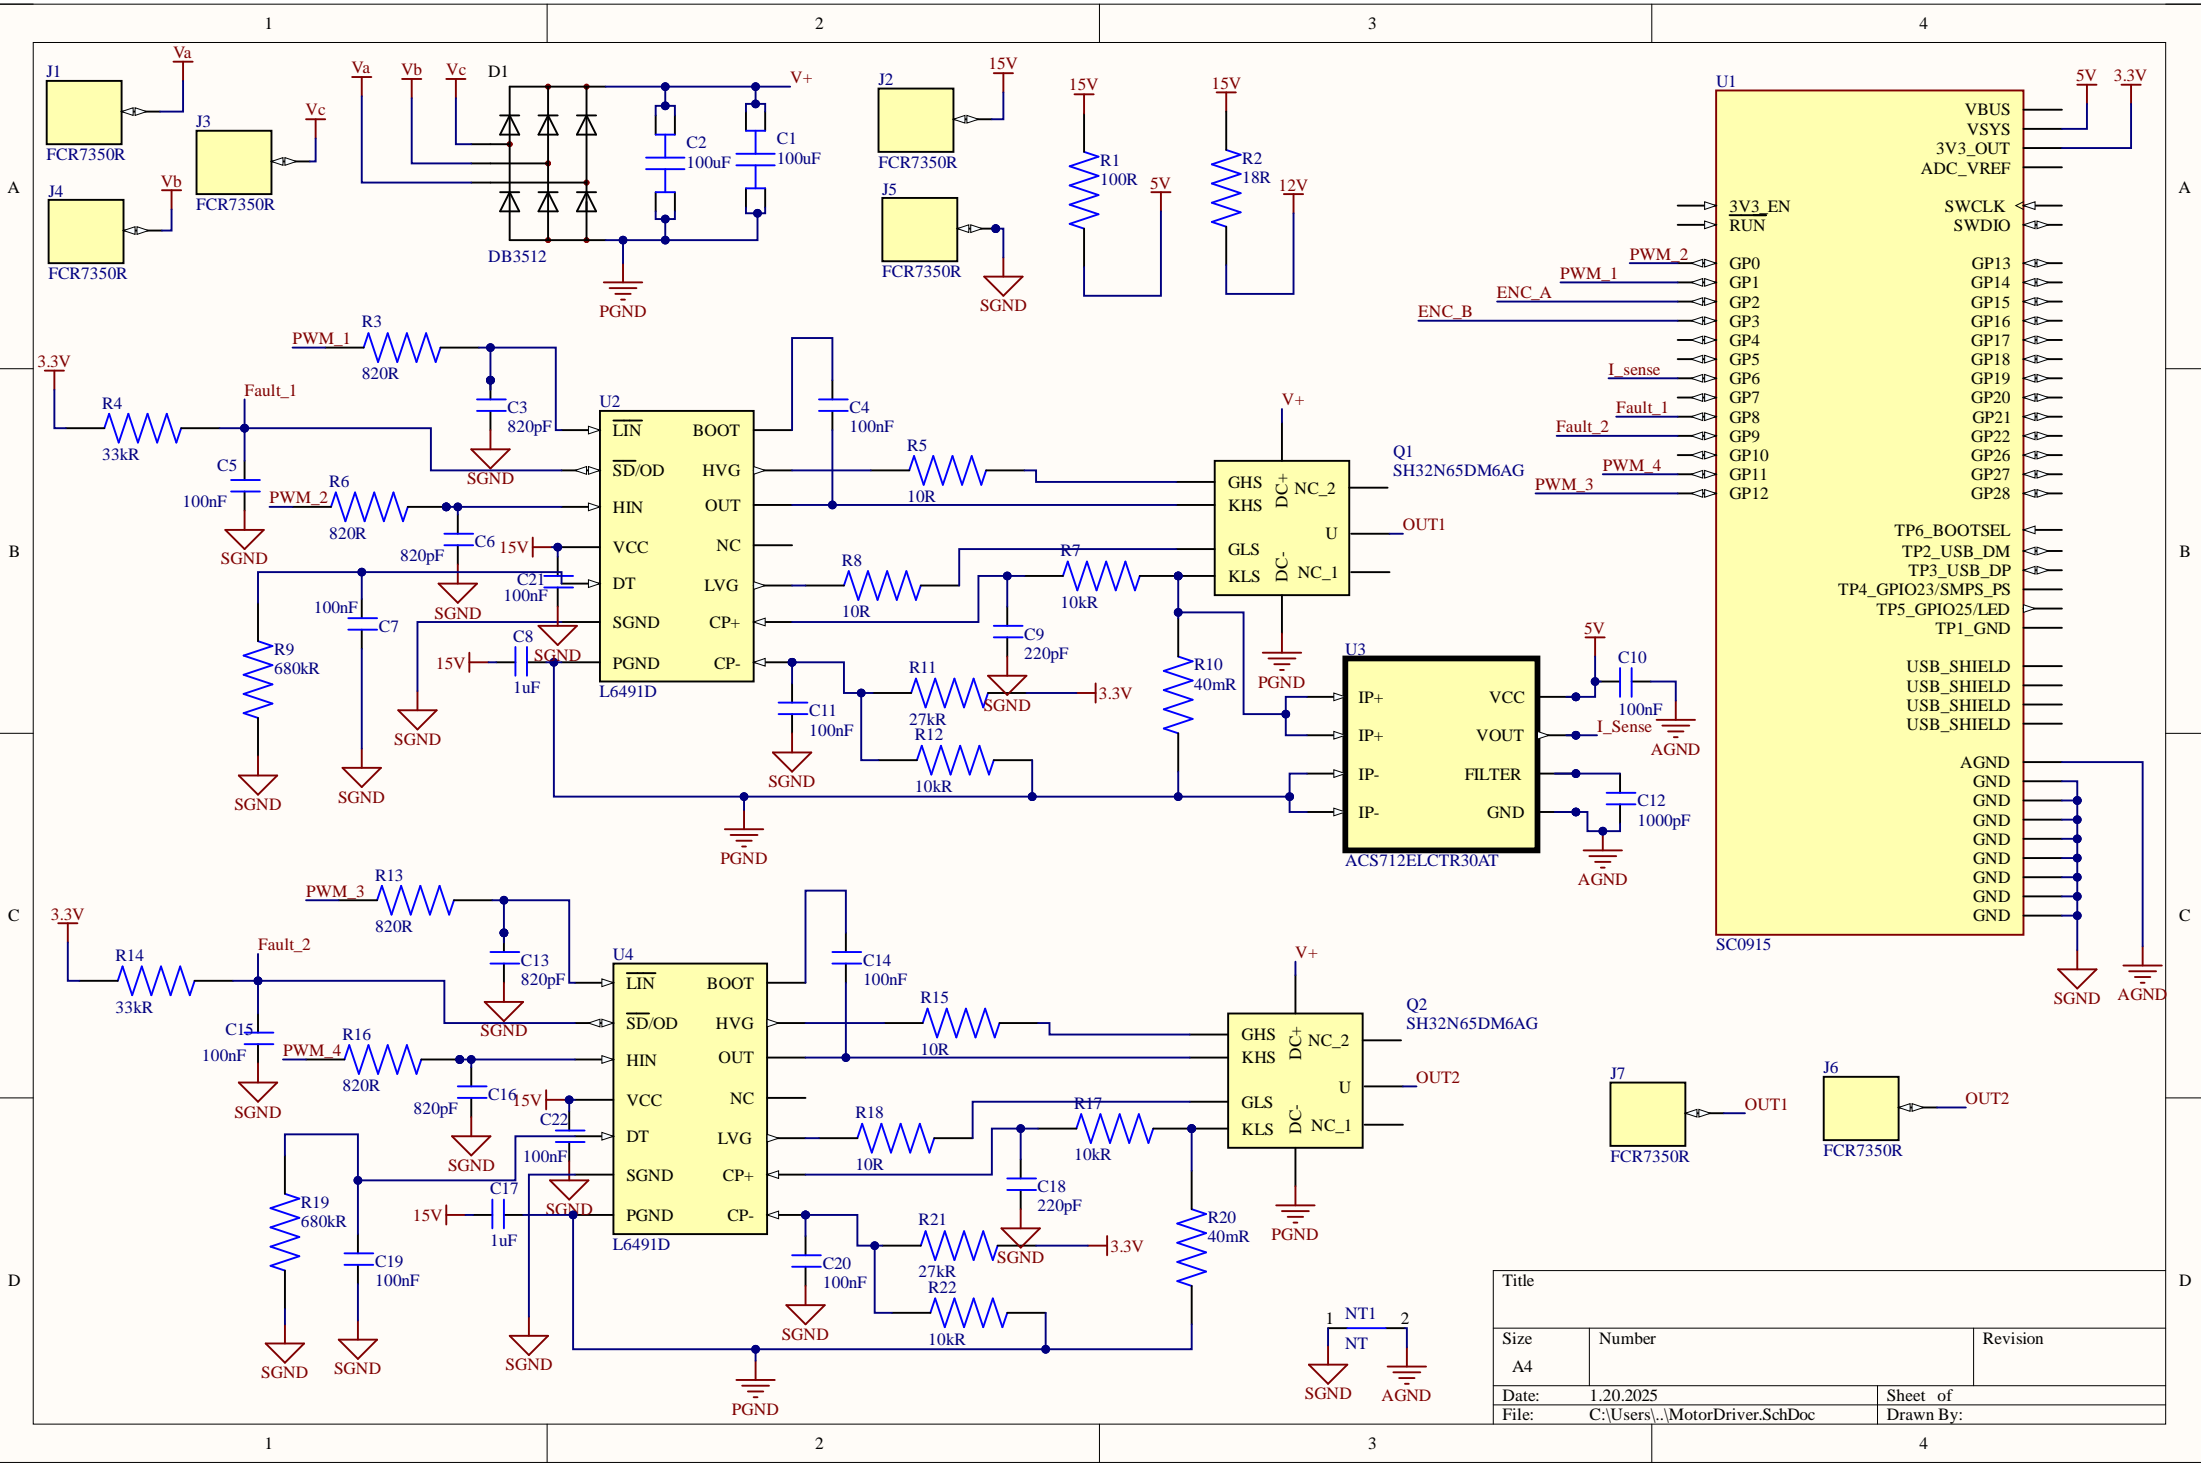 1
2
3
4
A
B
C
D
J1
FCR7350R
Va
J3
FCR7350R
Vc
J4
FCR7350R
Vb
Va
Vb
Vc
D1
V+
C2
100uF
C1
100uF
DB3512
PGND
J2
FCR7350R
15V
J5
FCR7350R
SGND
15V
R1
100R
5V
15V
R2
18R
12V
U1
5V
3.3V
VBUS
VSYS
3V3_OUT
ADC_VREF
3V3_EN
RUN
SWCLK
SWDIO
PWM_2
GP0
PWM_1
GP1
ENC_A
GP2
ENC_B
GP3
GP4
GP5
I_sense
GP6
GP7
Fault_1
GP8
Fault_2
GP9
GP10
PWM_4
GP11
PWM_3
GP12
GP13
GP14
GP15
GP16
GP17
GP18
GP19
GP20
GP21
GP22
GP26
GP27
GP28
TP6_BOOTSEL
TP2_USB_DM
TP3_USB_DP
TP4_GPIO23/SMPS_PS
TP5_GPIO25/LED
TP1_GND
USB_SHIELD
USB_SHIELD
USB_SHIELD
USB_SHIELD
AGND
GND
GND
GND
GND
GND
GND
GND
GND
SC0915
SGND
AGND
PWM_1
R3
820R
3.3V
R4
33kR
Fault_1
C3
820pF
SGND
C5
100nF
SGND
PWM_2
R6
820R
C6
820pF
SGND
15V
C21
100nF
SGND
C7
100nF
SGND
R9
680kR
SGND
SGND
15V
C8
1uF
U2
LIN
SD/OD
HIN
VCC
DT
SGND
PGND
BOOT
HVG
OUT
NC
LVG
CP+
CP-
L6491D
C4
100nF
R5
10R
R8
10R
R7
10kR
C9
220pF
SGND
C11
100nF
SGND
R11
27kR
3.3V
R12
10kR
PGND
V+
Q1
SH32N65DM6AG
GHS
KHS
GLS
KLS
DC+
DC-
NC_2
U
NC_1
OUT1
PGND
R10
40mR
U3
IP+
IP+
IP-
IP-
VCC
VOUT
FILTER
GND
ACS712ELCTR30AT
5V
C10
100nF
AGND
I_Sense
C12
1000pF
AGND
PWM_3
R13
820R
3.3V
R14
33kR
Fault_2
C13
820pF
SGND
C15
100nF
SGND
PWM_4
R16
820R
C16
820pF
SGND
15V
C22
100nF
SGND
R19
680kR
SGND
C19
100nF
SGND
SGND
15V
C17
1uF
U4
LIN
SD/OD
HIN
VCC
DT
SGND
PGND
BOOT
HVG
OUT
NC
LVG
CP+
CP-
L6491D
C14
100nF
R15
10R
R18
10R
R17
10kR
C18
220pF
SGND
C20
100nF
SGND
R21
27kR
3.3V
R22
10kR
PGND
V+
Q2
SH32N65DM6AG
GHS
KHS
GLS
KLS
DC+
DC-
NC_2
U
NC_1
OUT2
PGND
R20
40mR
J7
FCR7350R
OUT1
J6
FCR7350R
OUT2
1 NT1 2
NT
SGND
AGND
Title
Size
A4
Number
Revision
Date: 1.20.2025
Sheet of
File: C:\Users\..\MotorDriver.SchDoc
Drawn By:
A
B
C
D
1
2
3
4